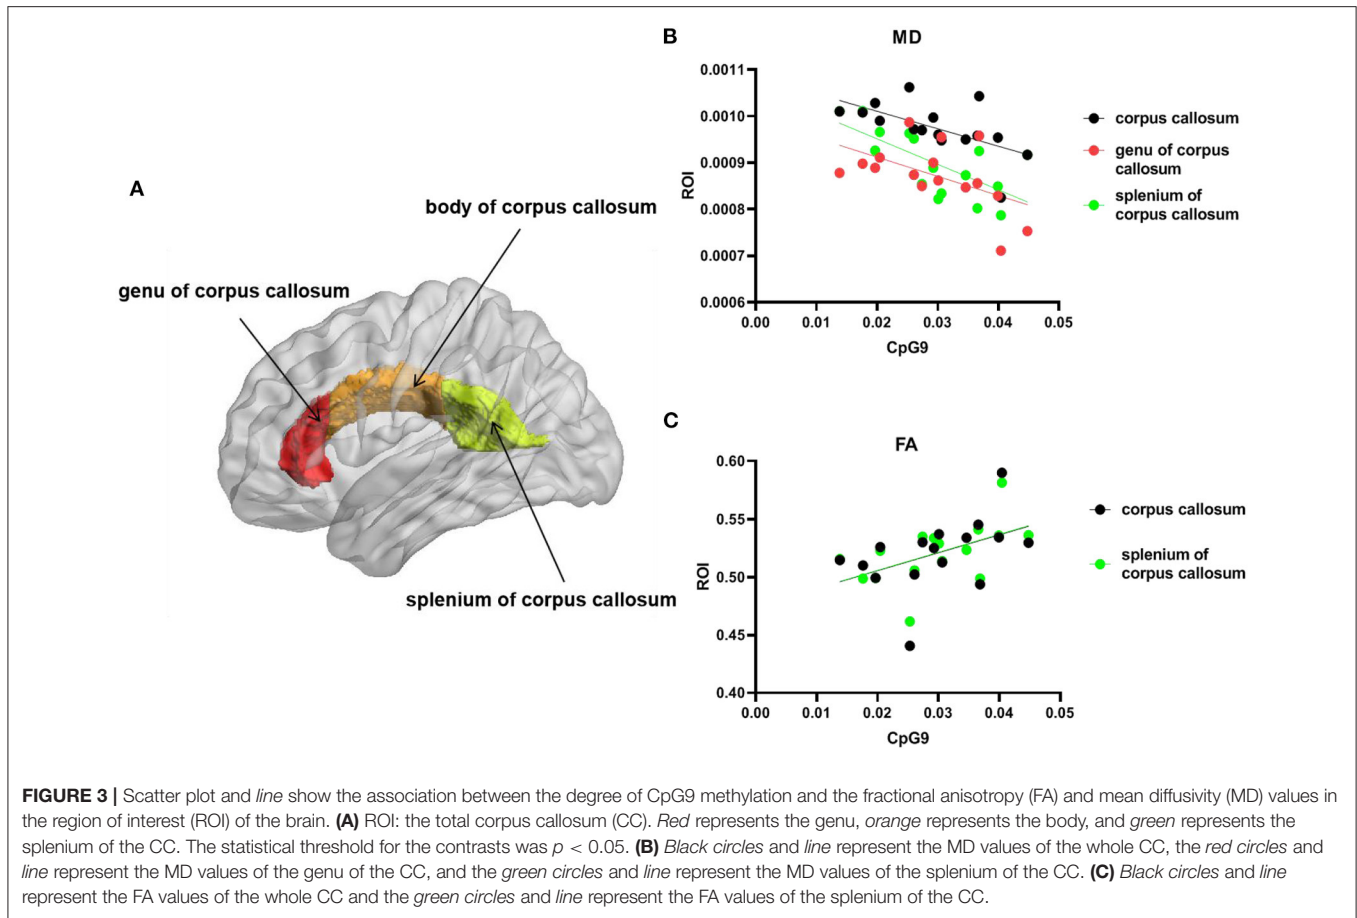 A
body of corpus callosum
genu of corpus callosum
splenium of corpus callosum
B
MD
0.0011
0.0010
0.0009
0.0008
0.0007
0.0006
ROI
0.00 0.01 0.02 0.03 0.04 0.05
CpG9
corpus callosum
genu of corpus
callosum
splenium of
corpus callosum
C
FA
0.60
0.55
0.50
0.45
0.40
ROI
0.00 0.01 0.02 0.03 0.04 0.05
CpG9
corpus callosum
splenium of
corpus callosum
FIGURE 3 | Scatter plot and line show the association between the degree of CpG9 methylation and the fractional anisotropy (FA) and mean diffusivity (MD) values in
the region of interest (ROI) of the brain. (A) ROI: the total corpus callosum (CC). Red represents the genu, orange represents the body, and green represents the
splenium of the CC. The statistical threshold for the contrasts was p < 0.05. (B) Black circles and line represent the MD values of the whole CC, the red circles and
line represent the MD values of the genu of the CC, and the green circles and line represent the MD values of the splenium of the CC. (C) Black circles and line
represent the FA values of the whole CC and the green circles and line represent the FA values of the splenium of the CC.